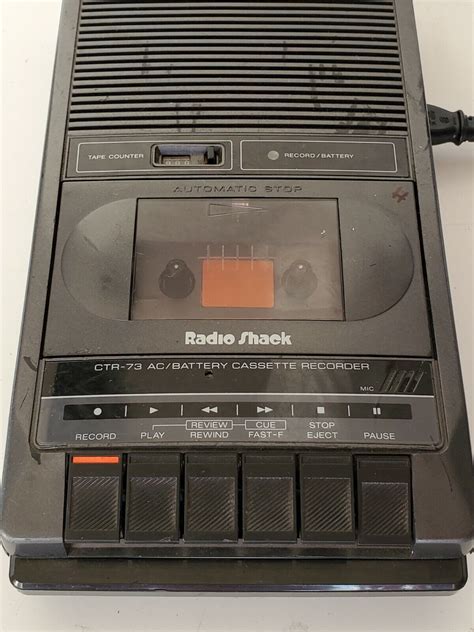 TAPE COUNTER
000
RECORD/BATTERY
AUTOMATIC STOP
Radio Shack
CTR-73 AC/BATTERY CASSETTE RECORDER
MIC
REVIEW CUE STOP
RECORD PLAY REWIND FAST-F EJECT PAUSE